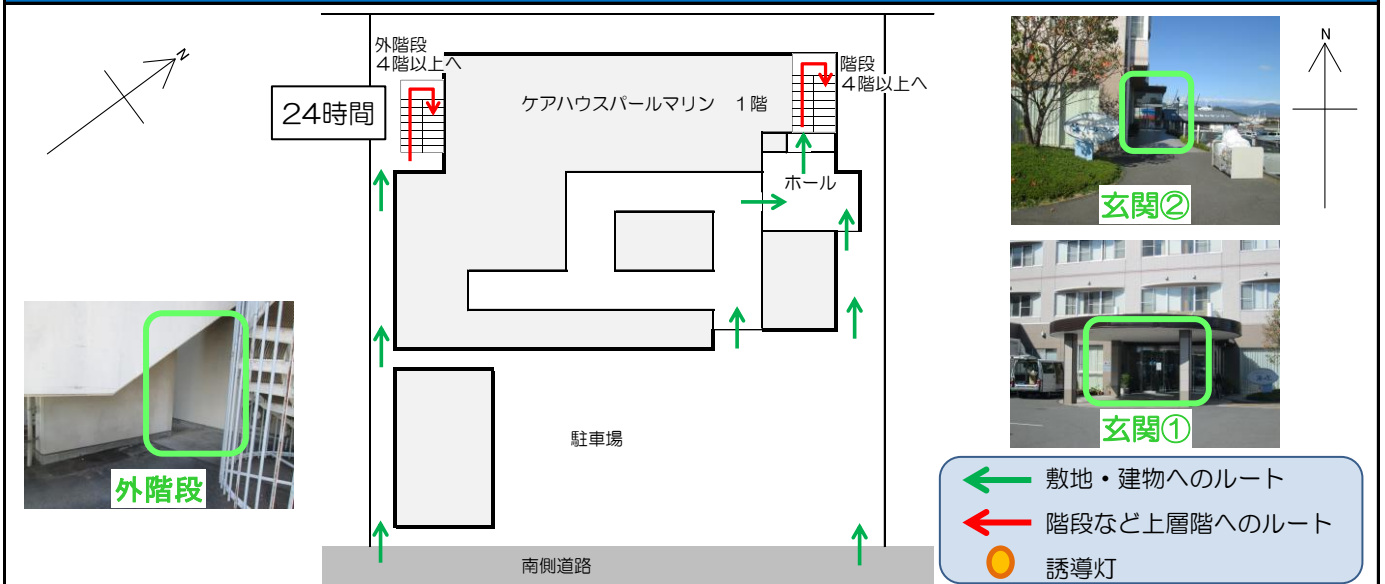 N
外階段
４階以上へ
24時間
ケアハウスパールマリン　１階
階段
４階以上へ
ホール
N
玄関②
玄関①
外階段
駐車場
南側道路
敷地・建物へのルート
階段など上層階へのルート
誘導灯